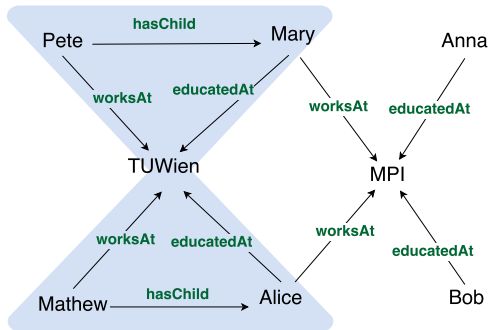 Pete
hasChild
Mary
Anna
worksAt
educatedAt
worksAt
educatedAt
TUWien
MPI
worksAt
educatedAt
worksAt
educatedAt
Mathew
hasChild
Alice
Bob